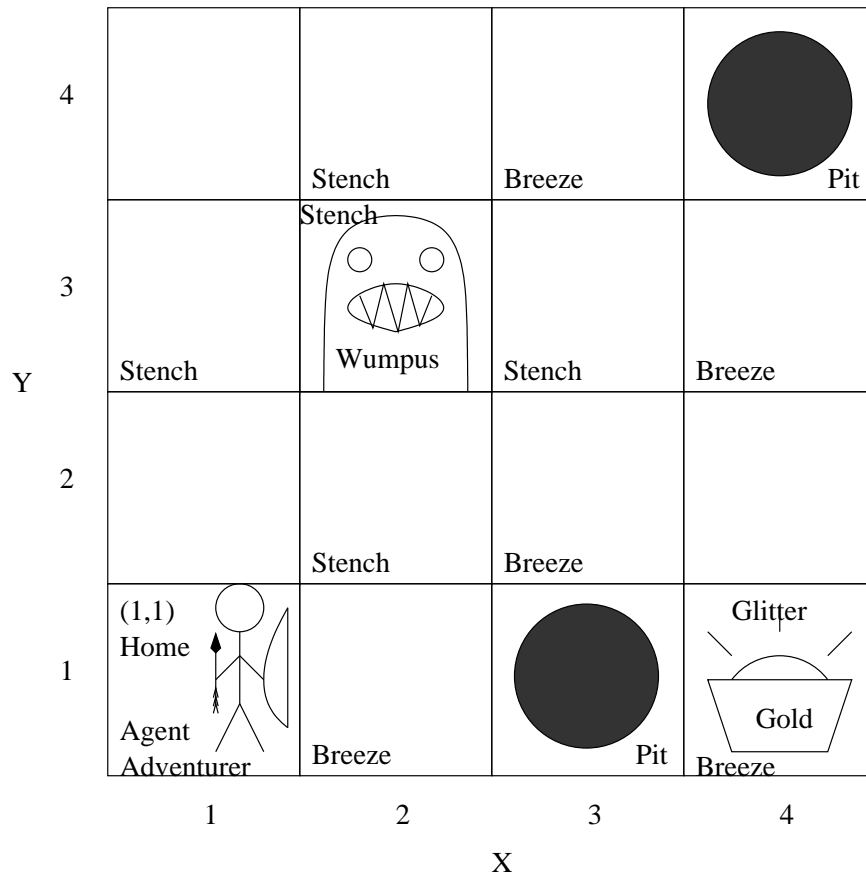 4
Stench
Breeze
Pit
3
Stench
Wumpus
Stench
Stench
Breeze
Y
2
Stench
Breeze
1
(1,1)
Home
Agent
Adventurer
Breeze
Pit
Glitter
Gold
Breeze
1 2 3 4
X